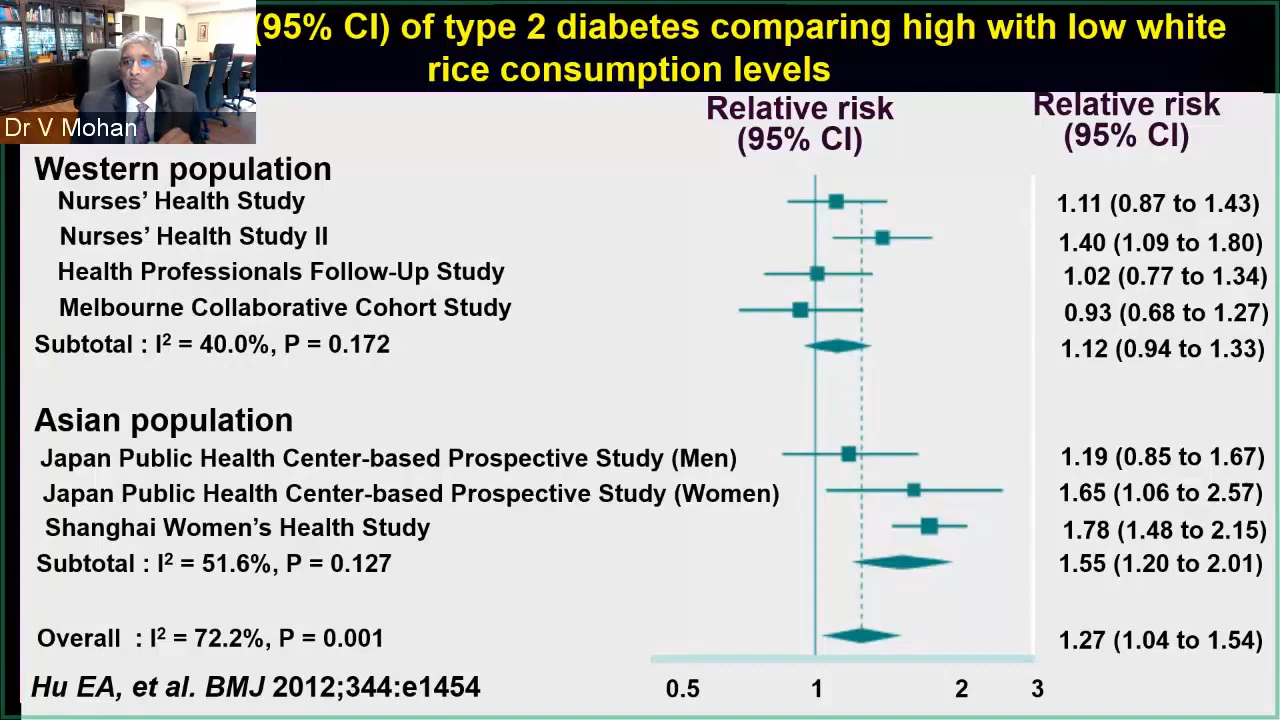 (95% CI) of type 2 diabetes comparing high with low white
rice consumption levels
Dr V Mohan
Relative risk
(95% CI)
Relative risk
(95% CI)
Western population
Nurses’ Health Study 1.11 (0.87 to 1.43)
Nurses’ Health Study II 1.40 (1.09 to 1.80)
Health Professionals Follow-Up Study 1.02 (0.77 to 1.34)
Melbourne Collaborative Cohort Study 0.93 (0.68 to 1.27)
Subtotal : I² = 40.0%, P = 0.172 1.12 (0.94 to 1.33)
Asian population
Japan Public Health Center-based Prospective Study (Men) 1.19 (0.85 to 1.67)
Japan Public Health Center-based Prospective Study (Women) 1.65 (1.06 to 2.57)
Shanghai Women’s Health Study 1.78 (1.48 to 2.15)
Subtotal : I² = 51.6%, P = 0.127 1.55 (1.20 to 2.01)
Overall : I² = 72.2%, P = 0.001 1.27 (1.04 to 1.54)
Hu EA, et al. BMJ 2012;344:e1454
0.5 1 2 3